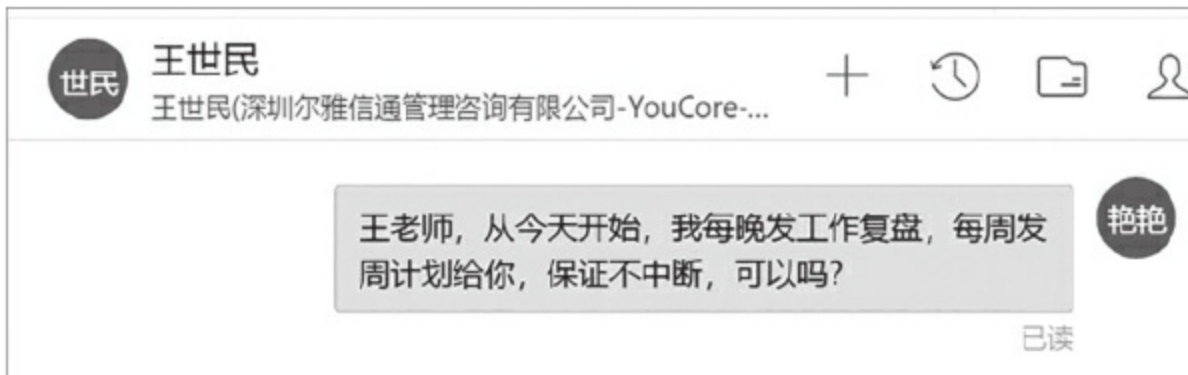 世民
王世民
王世民(深圳尔雅信通管理咨询有限公司-YouCore-...
艳艳
王老师，从今天开始，我每晚发工作复盘，每周发
周计划给你，保证不中断，可以吗？
已读